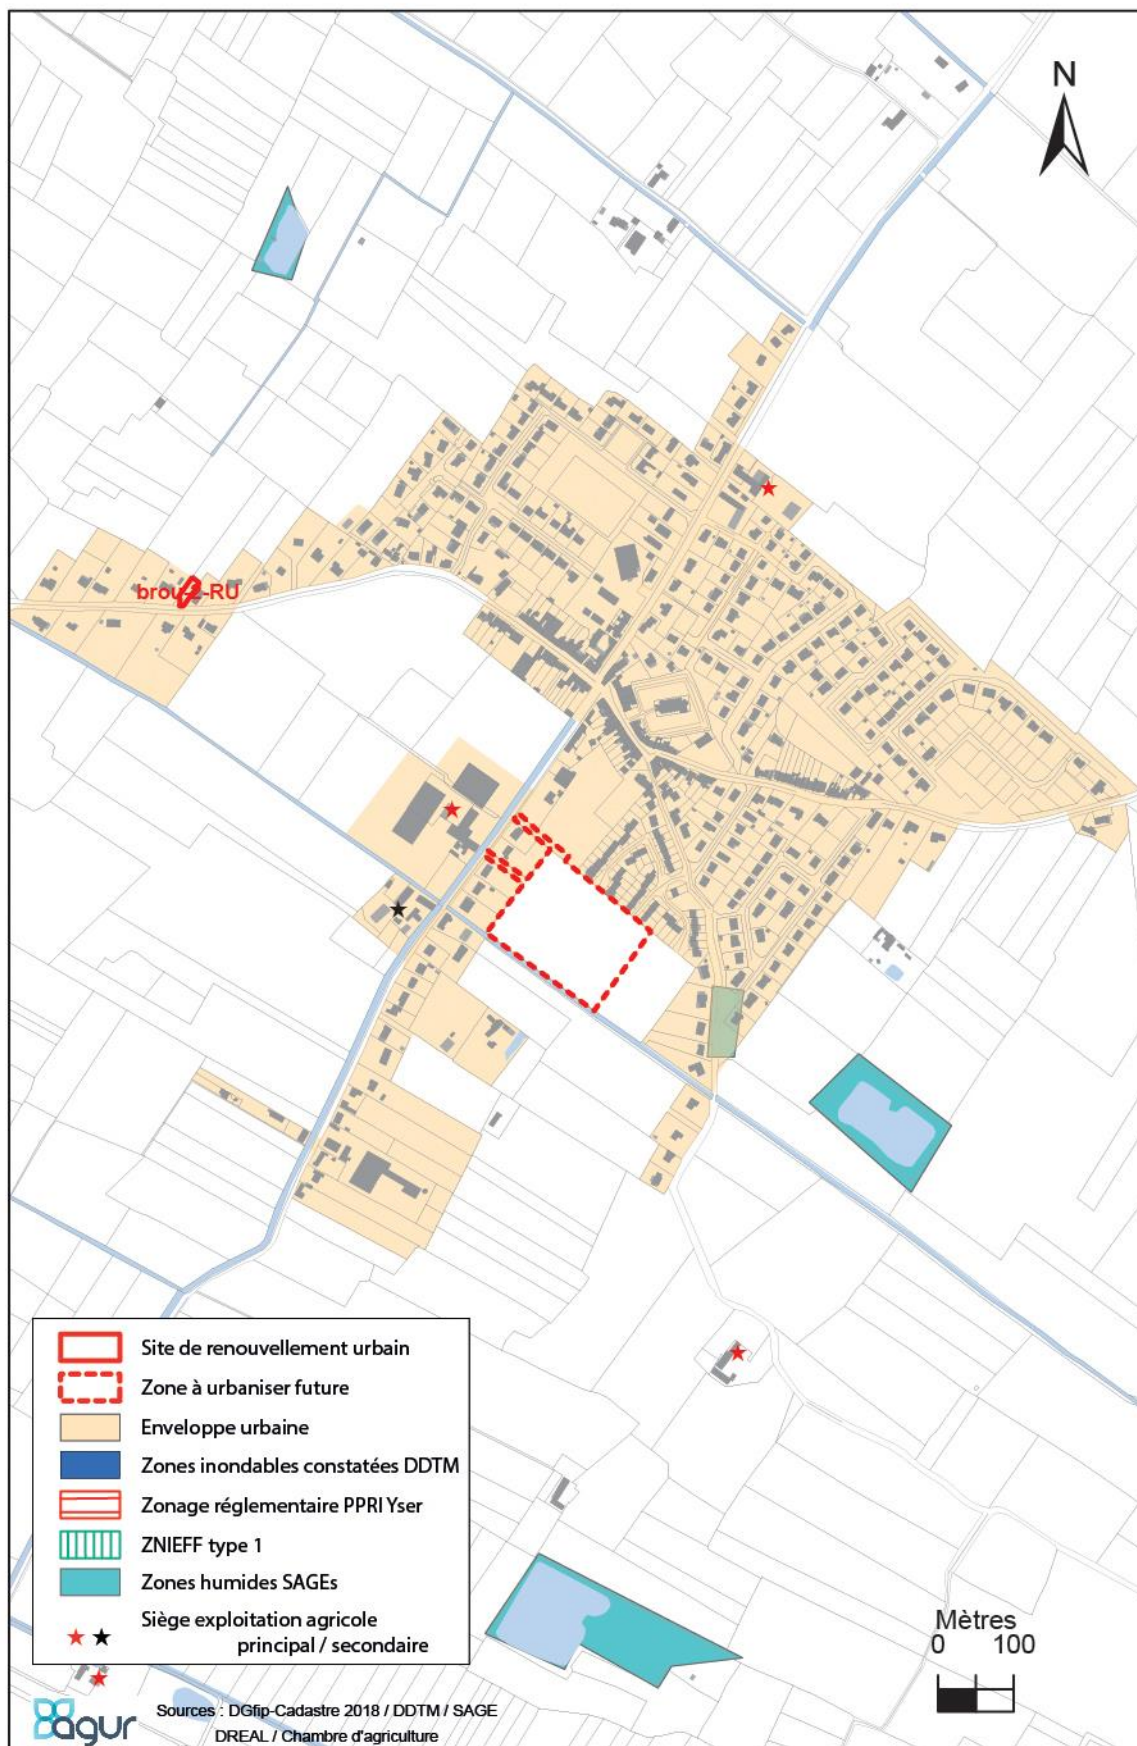 N
Site de renouvellement urbain
Zone à urbaniser future
Enveloppe urbaine
Zones inondables constatées DDTM
Zonage réglementaire PPRI Yser
ZNIEFF type 1
Zones humides SAGEs
Siège exploitation agricole
principal / secondaire
Mètres
0 100
agur
Sources : DGfip-Cadastre 2018 / DDTM / SAGE
DREAL / Chambre d'agriculture